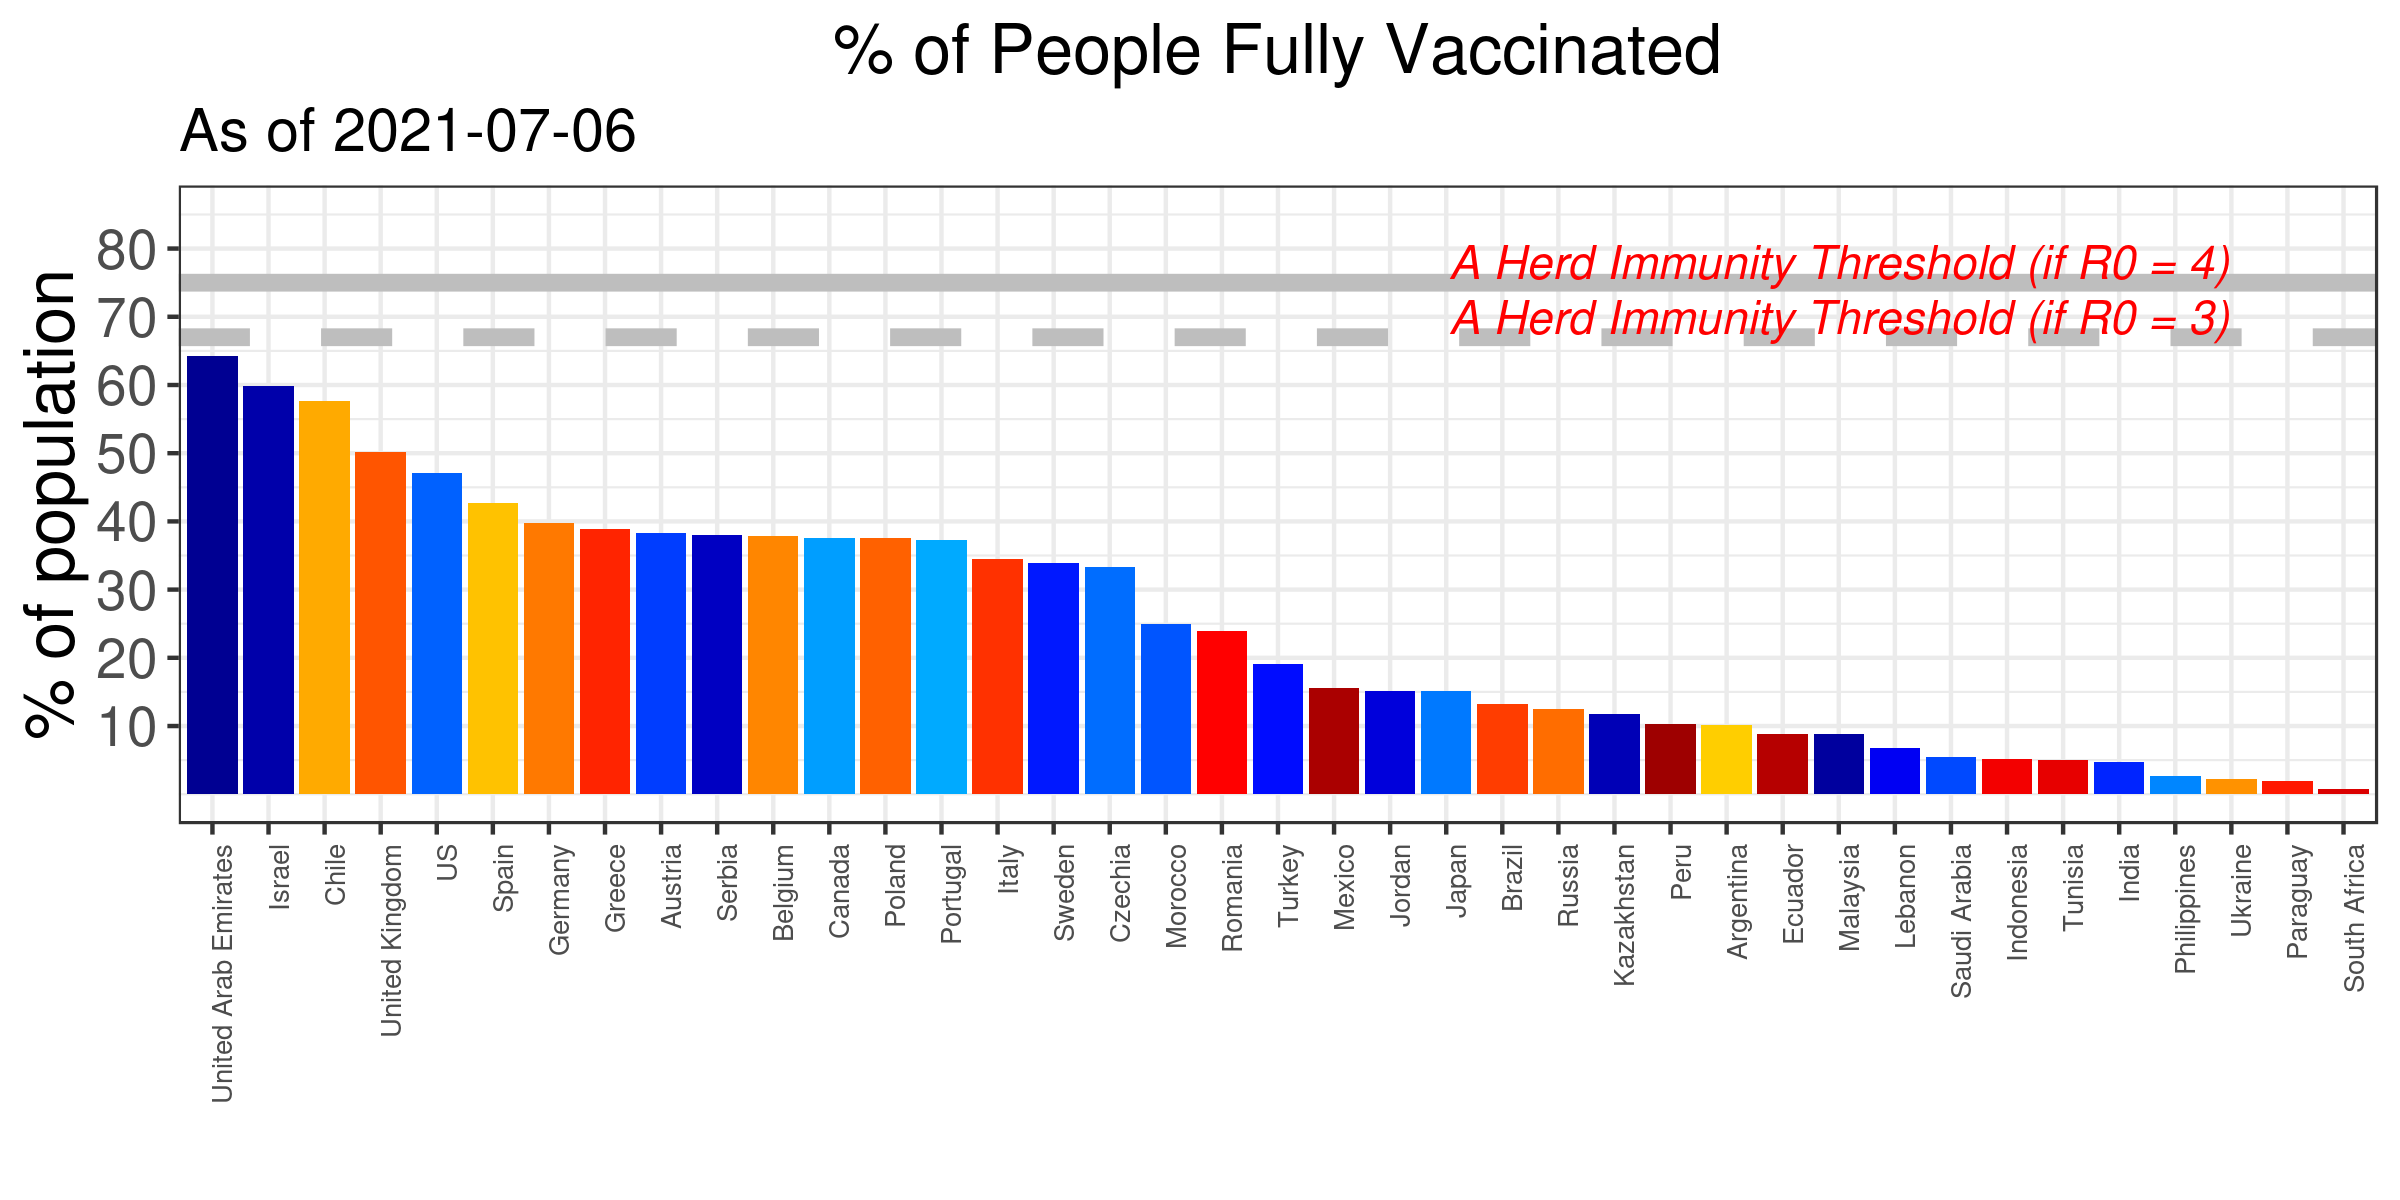 % of People Fully Vaccinated
As of 2021-07-06
% of population
80
70
60
50
40
30
20
10
A Herd Immunity Threshold (if R0 = 4)
A Herd Immunity Threshold (if R0 = 3)
United Arab Emirates
Israel
Chile
United Kingdom
US
Spain
Germany
Greece
Austria
Serbia
Belgium
Canada
Poland
Portugal
Italy
Sweden
Czechia
Morocco
Romania
Turkey
Mexico
Jordan
Japan
Brazil
Russia
Kazakhstan
Peru
Argentina
Ecuador
Malaysia
Lebanon
Saudi Arabia
Indonesia
Tunisia
India
Philippines
Ukraine
Paraguay
South Africa